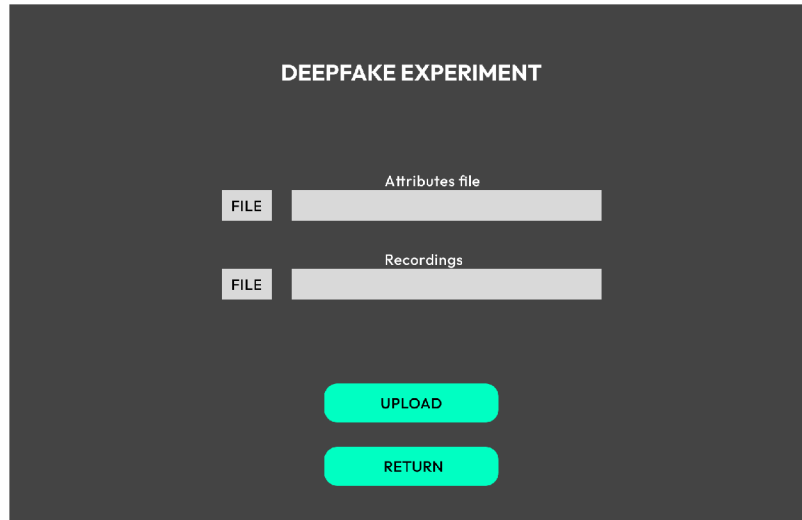 DEEPFAKE EXPERIMENT
Attributes file
FILE
Recordings
FILE
UPLOAD
RETURN